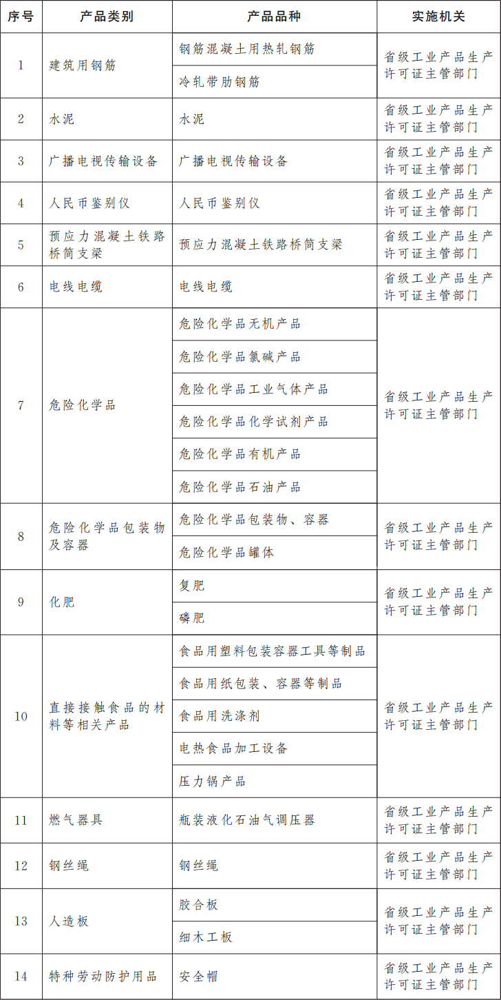 序号 产品类别 产品品种 实施机关
1 建筑用钢筋 钢筋混凝土用热轧钢筋 省级工业产品生产
许可证主管部门
冷轧带肋钢筋
2 水泥 水泥 省级工业产品生产
许可证主管部门
3 广播电视传输设备 广播电视传输设备 省级工业产品生产
许可证主管部门
4 人民币鉴别仪 人民币鉴别仪 省级工业产品生产
许可证主管部门
5 预应力混凝土铁路
桥简支梁 预应力混凝土铁路桥简支梁 省级工业产品生产
许可证主管部门
6 电线电缆 电线电缆 省级工业产品生产
许可证主管部门
7 危险化学品 危险化学品无机产品
危险化学品氯碱产品
危险化学品工业气体产品
危险化学品化学试剂产品
危险化学品有机产品
危险化学品石油产品
省级工业产品生产
许可证主管部门
8 危险化学品包装物
及容器 危险化学品包装物、容器
危险化学品罐体
省级工业产品生产
许可证主管部门
9 化肥 复肥
磷肥
省级工业产品生产
许可证主管部门
10 直接接触食品的材
料等相关产品 食品用塑料包装容器工具等制品
食品用纸包装、容器等制品
食品用洗涤剂
电热食品加工设备
压力锅产品
省级工业产品生产
许可证主管部门
11 燃气器具 瓶装液化石油气调压器 省级工业产品生产
许可证主管部门
12 钢丝绳 钢丝绳 省级工业产品生产
许可证主管部门
13 人造板 胶合板
细木工板
省级工业产品生产
许可证主管部门
14 特种劳动防护用品 安全帽 省级工业产品生产
许可证主管部门